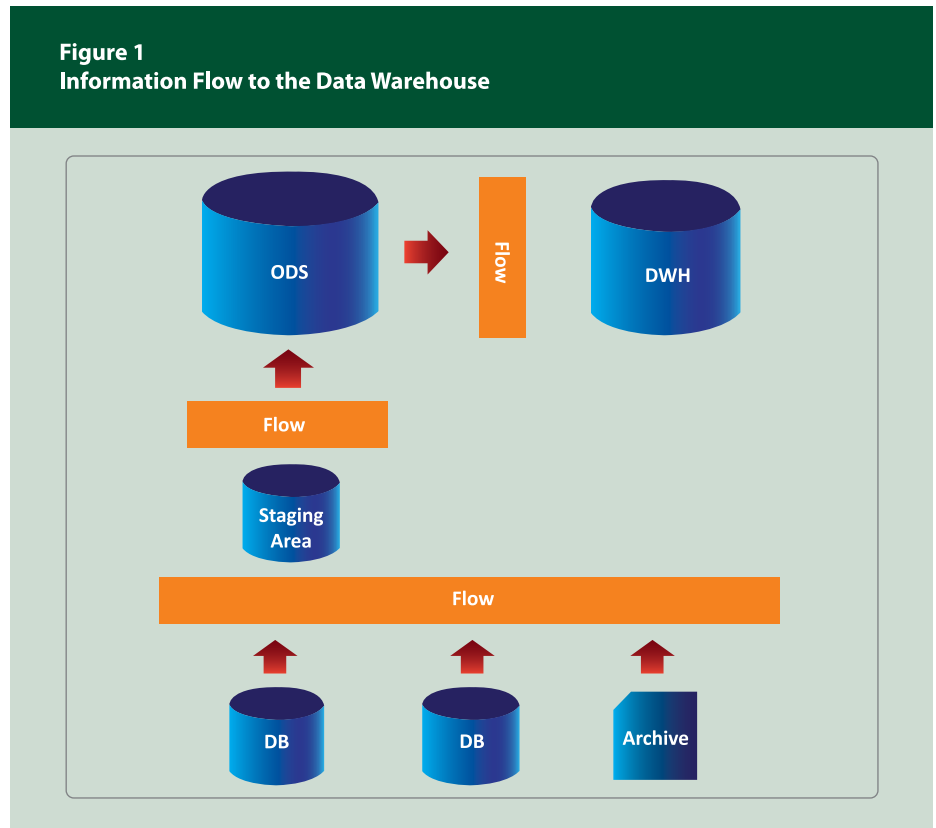 Figure 1
Information Flow to the Data Warehouse
ODS
Flow
DWH
Flow
Staging
Area
Flow
DB
DB
Archive